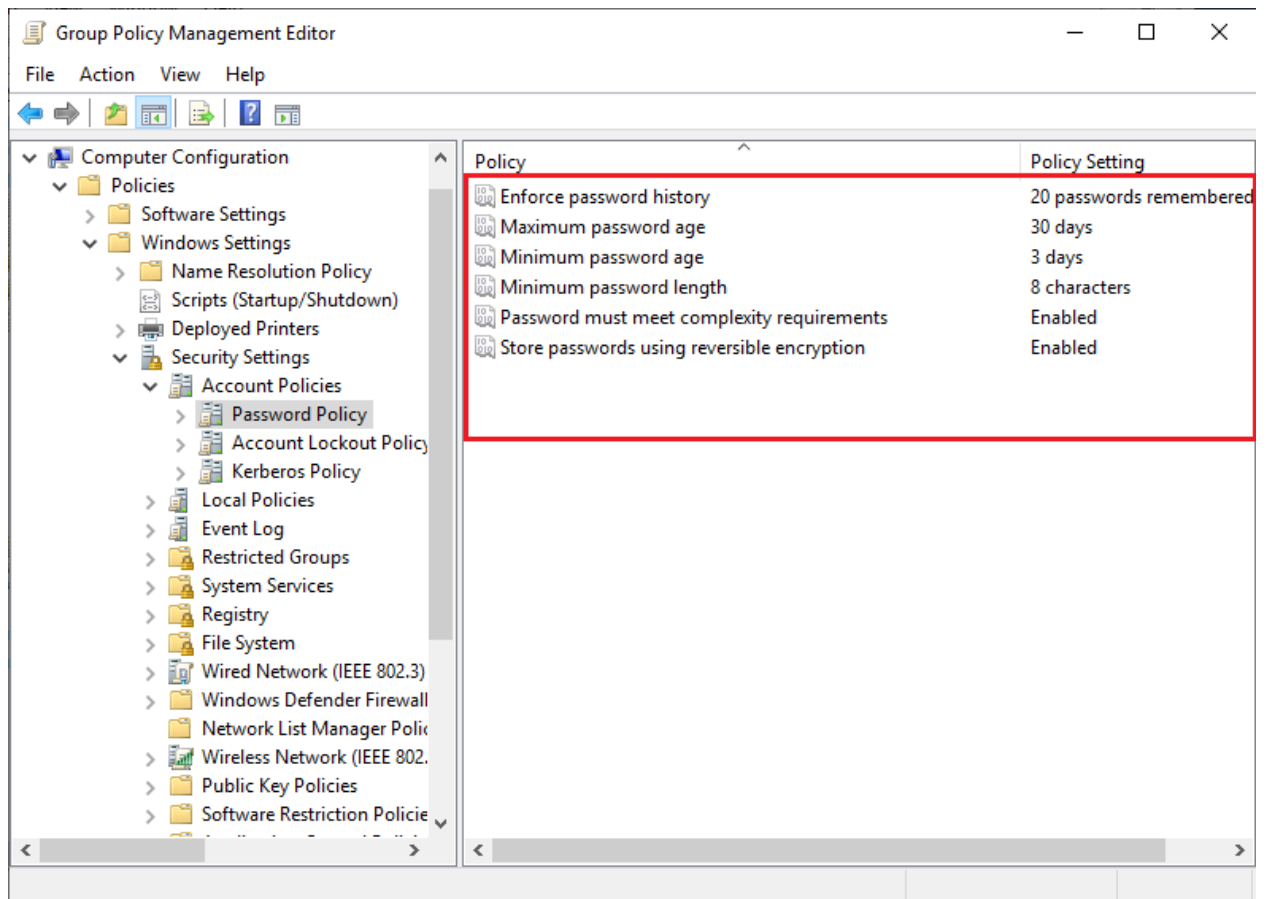 Group Policy Management Editor
File Action View Help
Computer Configuration
Policies
Software Settings
Windows Settings
Name Resolution Policy
Scripts (Startup/Shutdown)
Deployed Printers
Security Settings
Account Policies
Password Policy
Account Lockout Policy
Kerberos Policy
Local Policies
Event Log
Restricted Groups
System Services
Registry
File System
Wired Network (IEEE 802.3)
Windows Defender Firewall
Network List Manager Polic
Wireless Network (IEEE 802.
Public Key Policies
Software Restriction Policie
Policy Policy Setting
Enforce password history 20 passwords remembered
Maximum password age 30 days
Minimum password age 3 days
Minimum password length 8 characters
Password must meet complexity requirements Enabled
Store passwords using reversible encryption Enabled